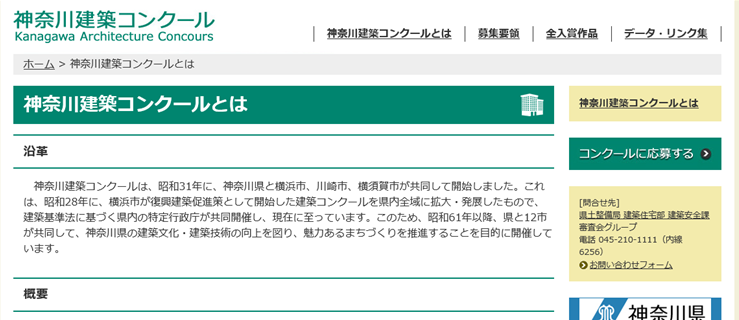 神奈川建築コンクール
Kanagawa Architecture Concours
神奈川建築コンクールとは
募集要領
全入賞作品
データ・リンク集
ホーム > 神奈川建築コンクールとは
神奈川建築コンクールとは
沿革
神奈川建築コンクールは、昭和31年に、神奈川県と横浜市、川崎市、横須賀市が共同して開始しました。これ
は、昭和28年に、横浜市が復興建築促進策として開始した建築コンクールを県内全域に拡大・発展したもので、
建築基準法に基づく県内の特定行政庁が共同開催し、現在に至っています。このため、昭和61年以降、県と12市
が共同して、神奈川県の建築文化・建築技術の向上を図り、魅力あるまちづくりを推進することを目的に開催して
います。
概要
神奈川建築コンクールとは
コンクールに応募する
[問合せ先]
県土整備局 建築住宅部 建築安全課
審査会グループ
電話 045-210-1111（内線
6256）
お問い合わせフォーム
神奈川県